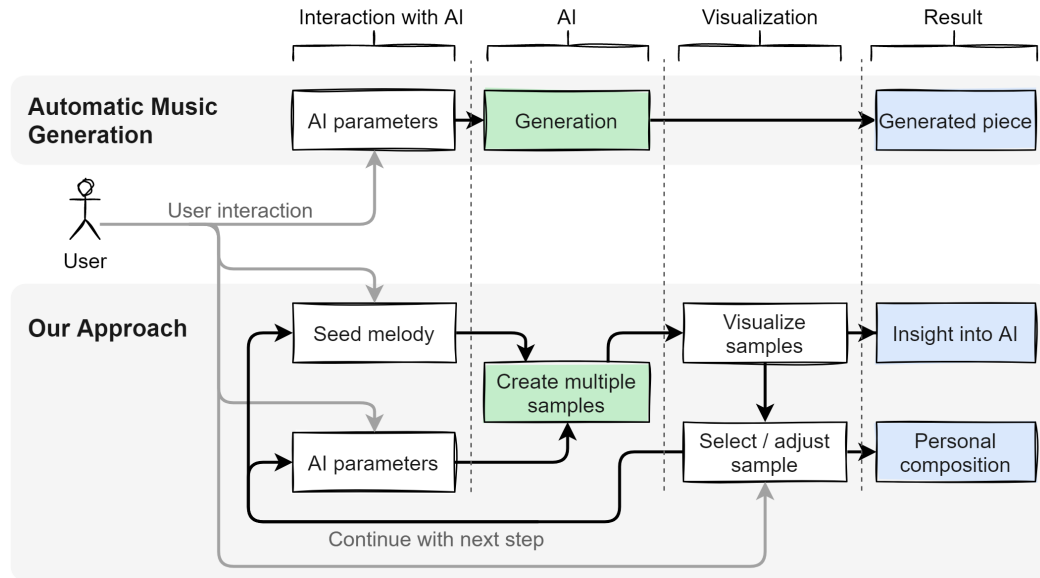 Interaction with AI
AI
Visualization
Result
Automatic Music
Generation
AI parameters
Generation
Generated piece
User interaction
User
Our Approach
Seed melody
Visualize
samples
Insight into AI
Create multiple
samples
AI parameters
Select / adjust
sample
Personal
composition
Continue with next step